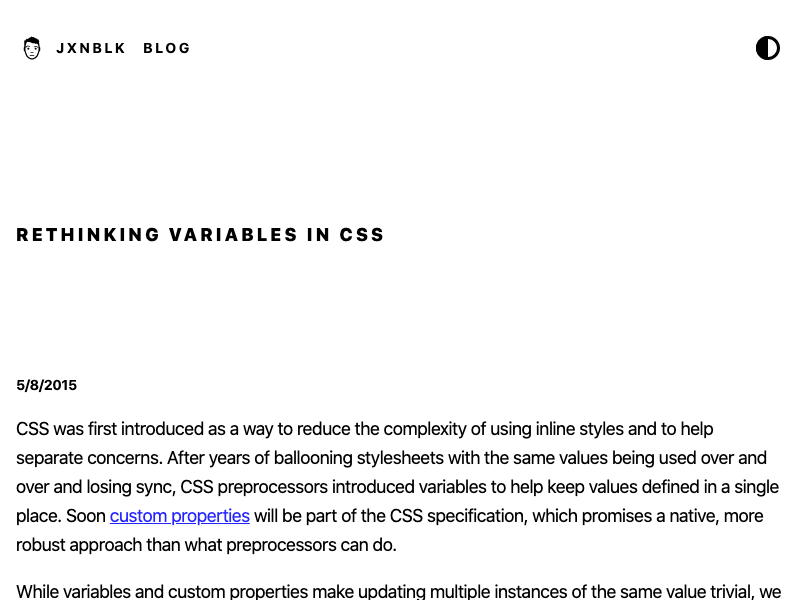 JXNBLK BLOG
RETHINKING VARIABLES IN CSS
5/8/2015
CSS was first introduced as a way to reduce the complexity of using inline styles and to help
separate concerns. After years of ballooning stylesheets with the same values being used over and
over and losing sync, CSS preprocessors introduced variables to help keep values defined in a single
place. Soon custom properties will be part of the CSS specification, which promises a native, more
robust approach than what preprocessors can do.
While variables and custom properties make updating multiple instances of the same value trivial, we